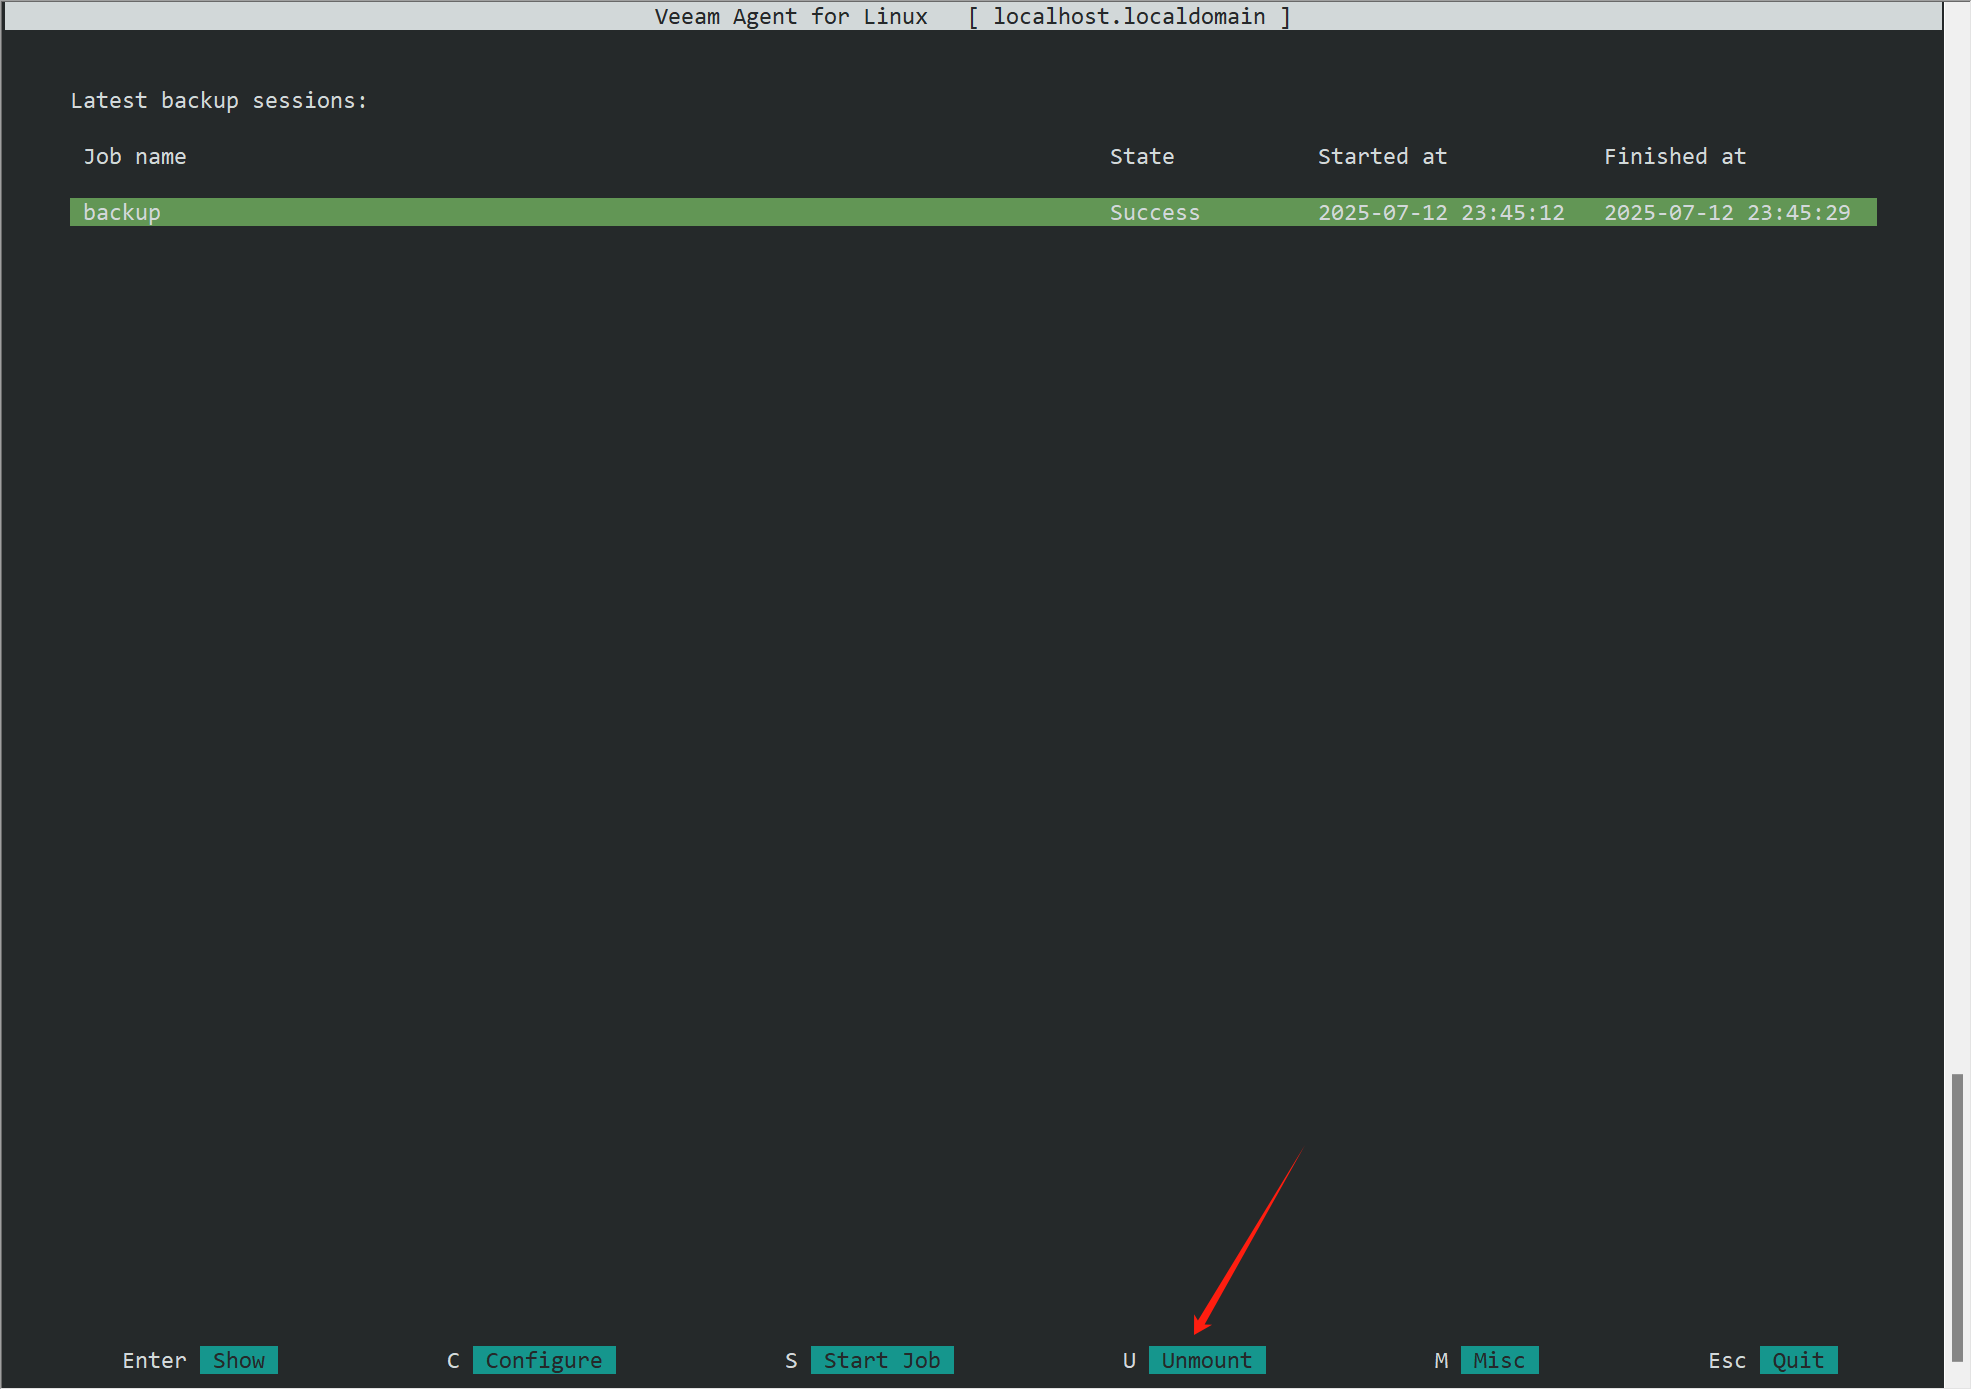 Veeam Agent for Linux [ localhost.localdomain ]
Latest backup sessions:
Job name State Started at Finished at
backup Success 2025-07-12 23:45:12 2025-07-12 23:45:29
Enter Show C Configure S Start Job U Unmount M Misc Esc Quit